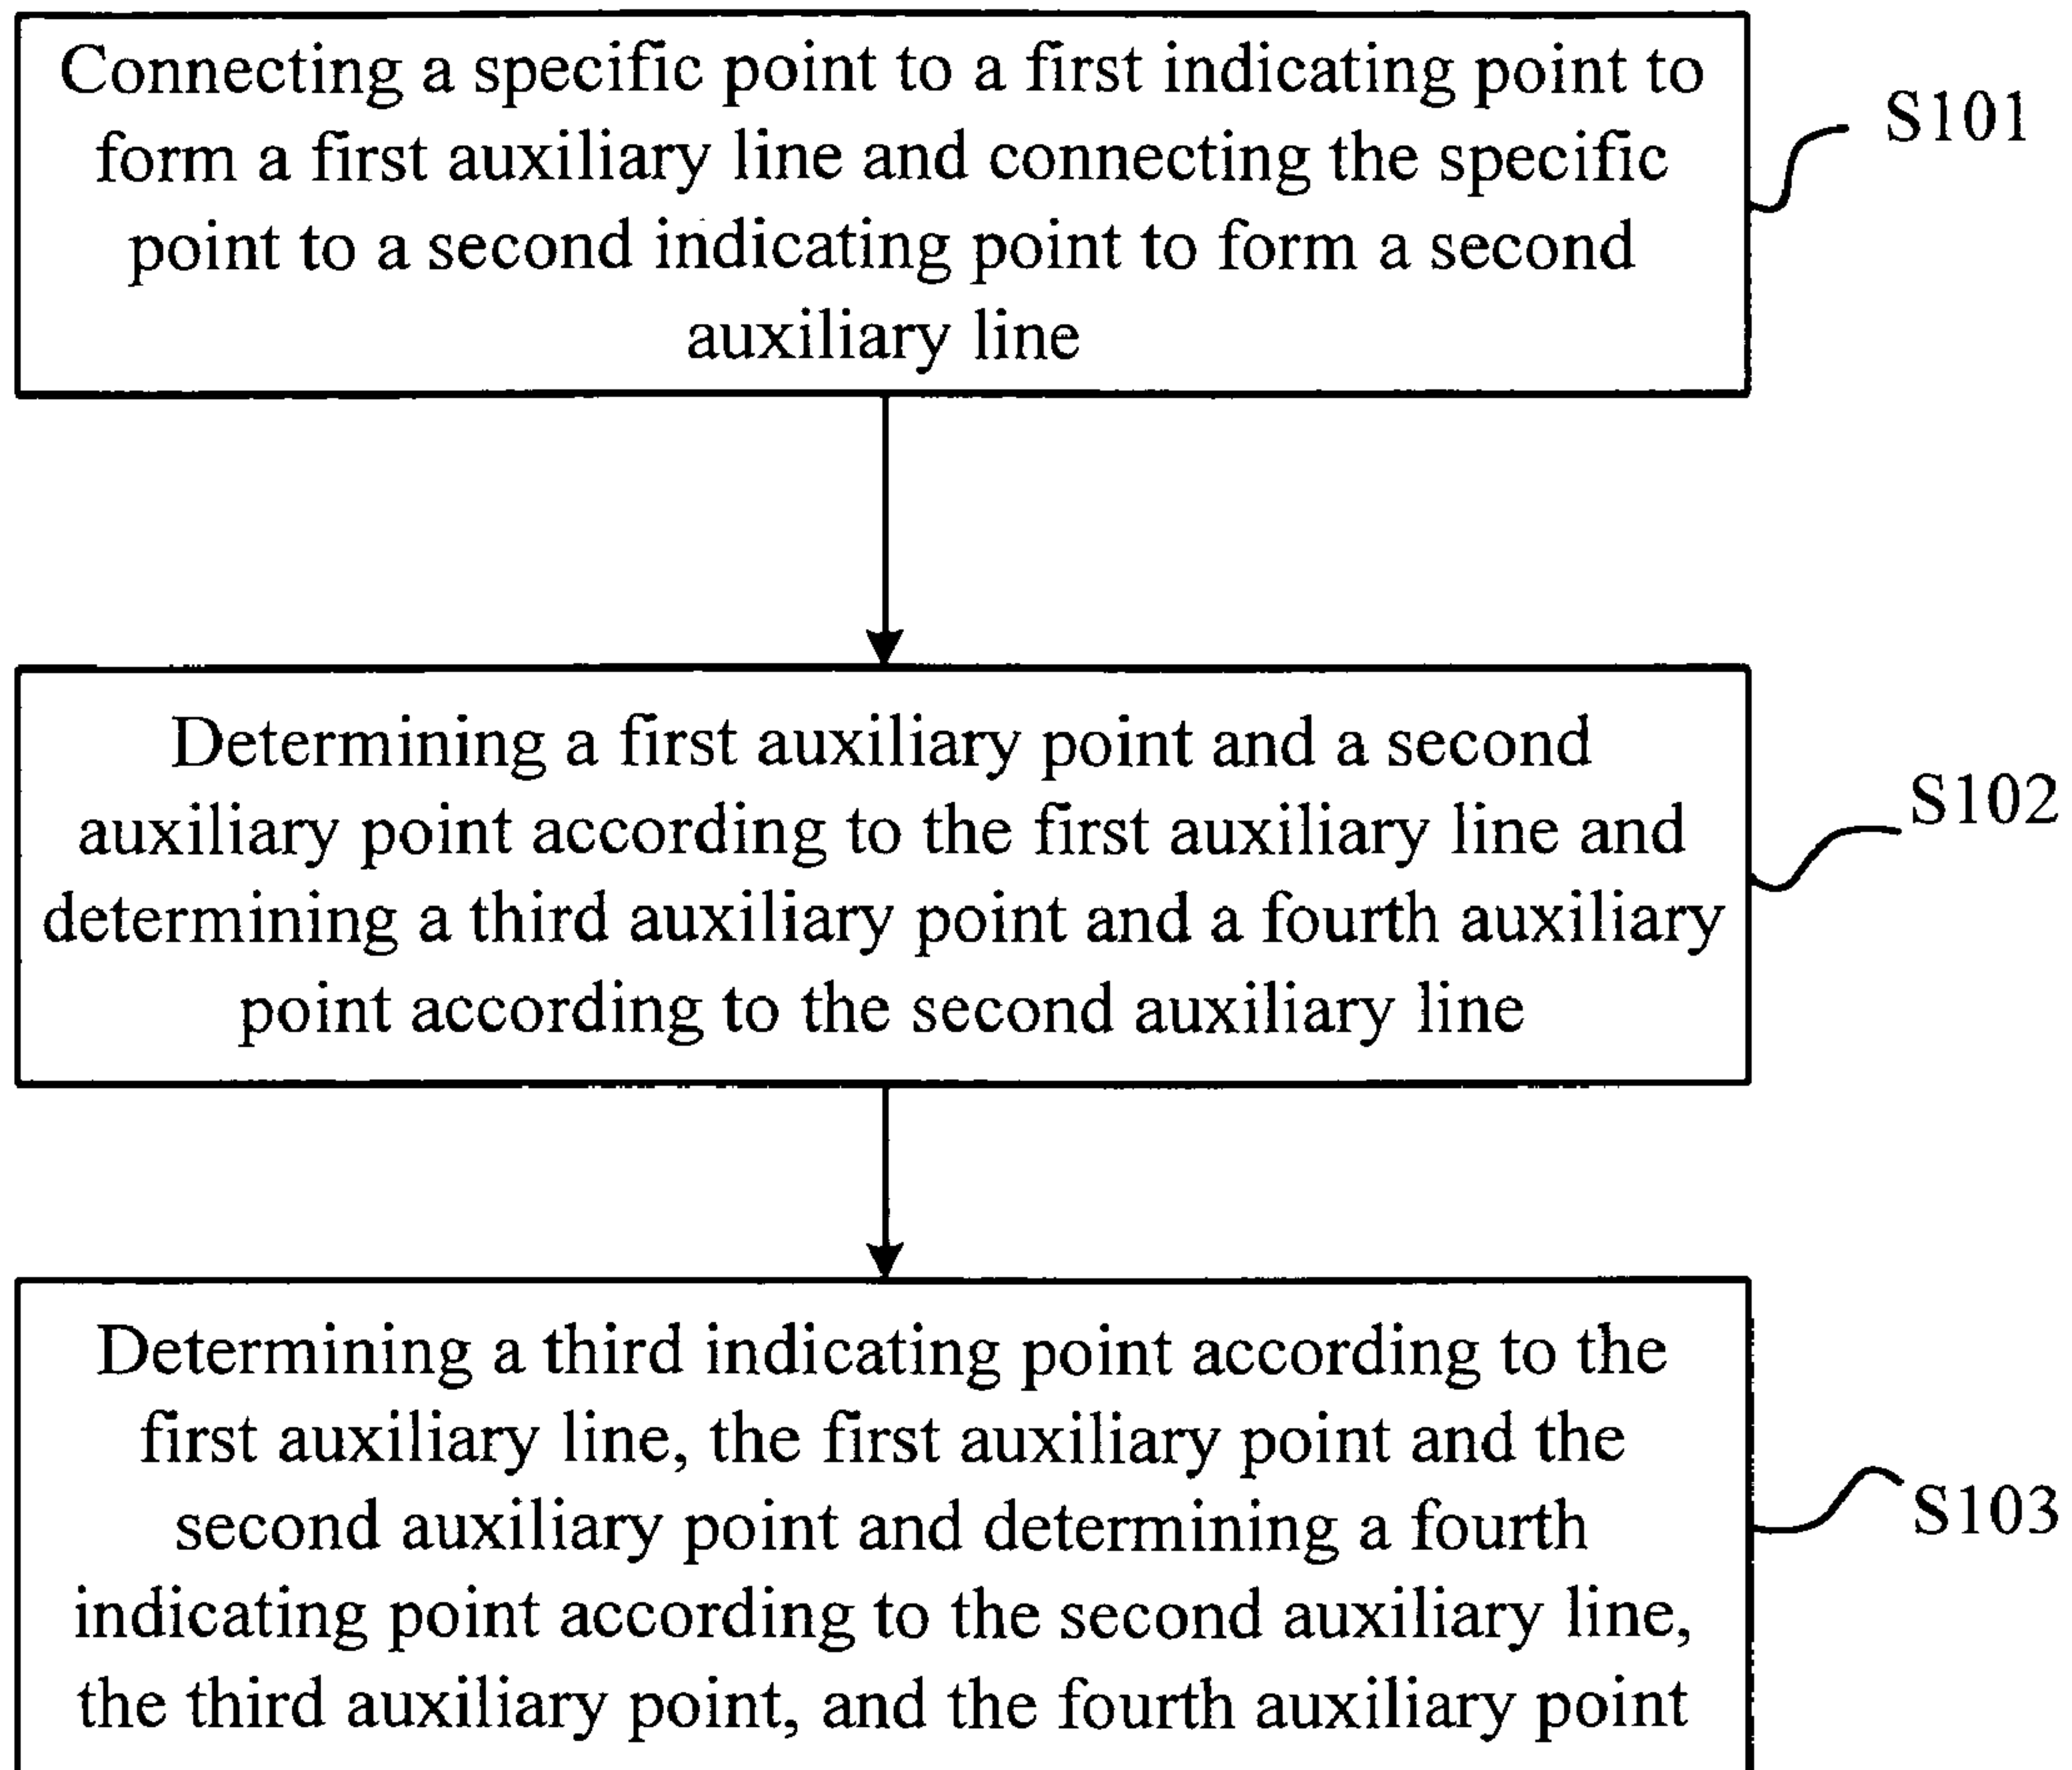 Connecting a specific point to a first indicating point to
form a first auxiliary line and connecting the specific
point to a second indicating point to form a second
auxiliary line
S101
Determining a first auxiliary point and a second
auxiliary point according to the first auxiliary line and
determining a third auxiliary point and a fourth auxiliary
point according to the second auxiliary line
S102
Determining a third indicating point according to the
first auxiliary line, the first auxiliary point and the
second auxiliary point and determining a fourth
indicating point according to the second auxiliary line,
the third auxiliary point, and the fourth auxiliary point
S103